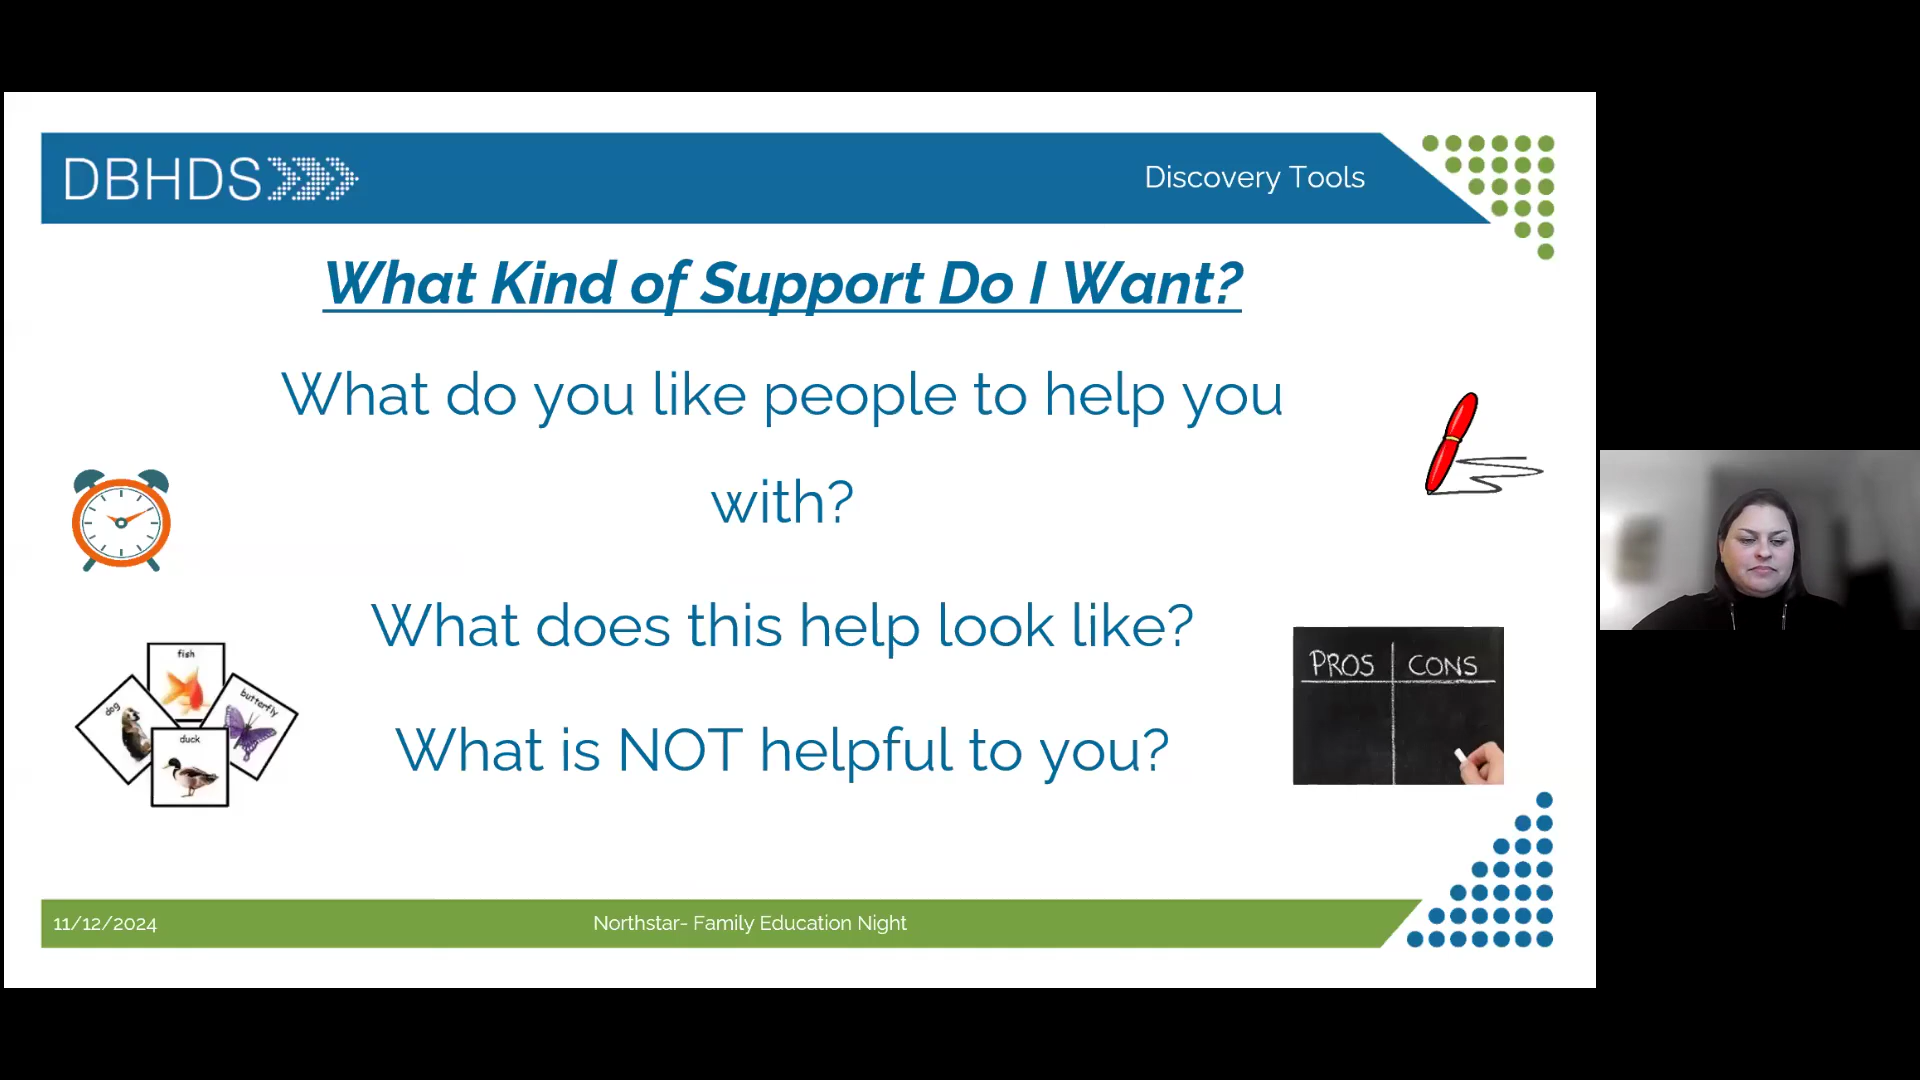 DBHDS
Discovery Tools
What Kind of Support Do I Want?
What do you like people to help you
with?
What does this help look like?
What is NOT helpful to you?
fish
dog
butterfly
duck
PROS CONS
11/12/2024
Northstar- Family Education Night